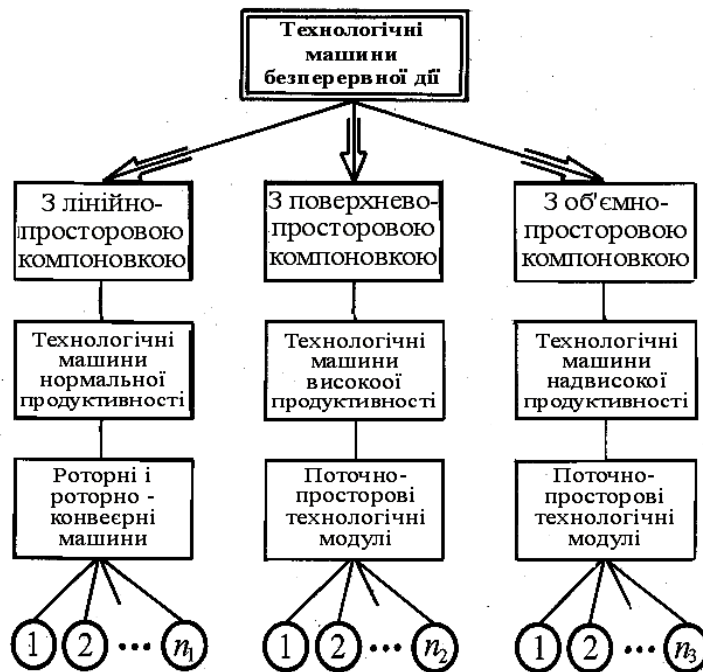 Технологічні
машини
безперервної дії
З лінійно-
просторовою
компоновкою
З поверхнево-
просторовою
компоновкою
З об'ємно-
просторовою
компоновкою
Технологічні
машини
нормальної
продуктивності
Технологічні
машини
високоої
продуктивності
Технологічні
машини
надвисокої
продуктивності
Роторні і
роторно -
конвеєрні
машини
Поточно-
просторові
технологічні
модулі
Поточно-
просторові
технологічні
модулі
1 2 ••• n₁
1 2 ••• n₂
1 2 ••• n₃